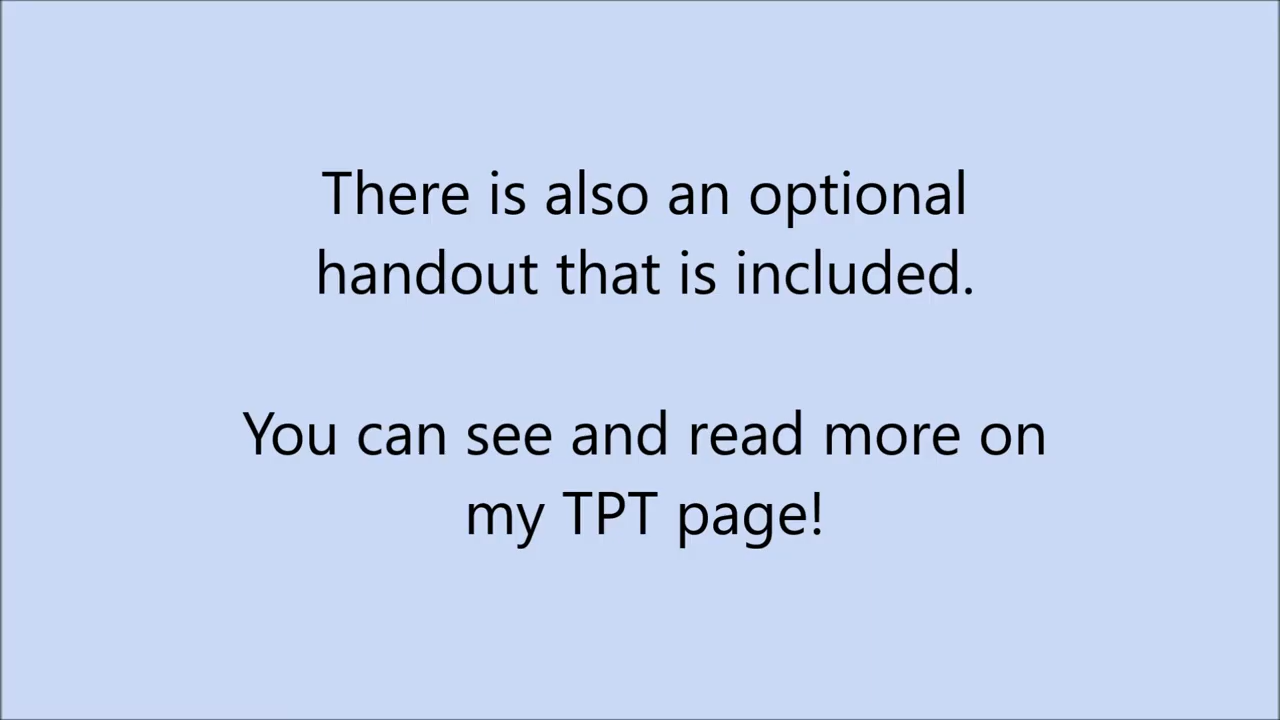 There is also an optional
handout that is included.
You can see and read more on
my TPT page!